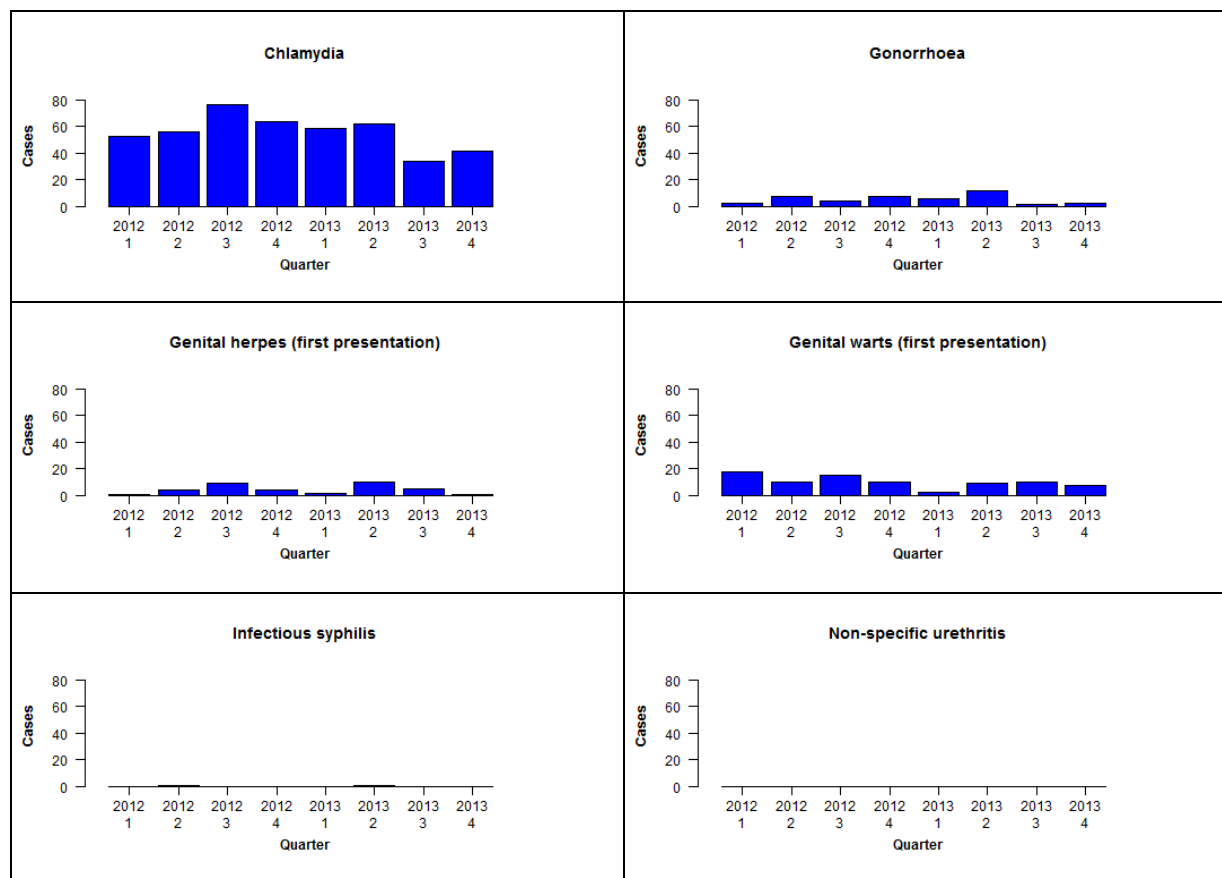 Chlamydia
Cases
80
60
40
20
0
2012 2012 2012 2012 2013 2013 2013 2013
1 2 3 4 1 2 3 4
Quarter
Gonorrhoea
Cases
80
60
40
20
0
2012 2012 2012 2012 2013 2013 2013 2013
1 2 3 4 1 2 3 4
Quarter
Genital herpes (first presentation)
Cases
80
60
40
20
0
2012 2012 2012 2012 2013 2013 2013 2013
1 2 3 4 1 2 3 4
Quarter
Genital warts (first presentation)
Cases
80
60
40
20
0
2012 2012 2012 2012 2013 2013 2013 2013
1 2 3 4 1 2 3 4
Quarter
Infectious syphilis
Cases
80
60
40
20
0
2012 2012 2012 2012 2013 2013 2013 2013
1 2 3 4 1 2 3 4
Quarter
Non-specific urethritis
Cases
80
60
40
20
0
2012 2012 2012 2012 2013 2013 2013 2013
1 2 3 4 1 2 3 4
Quarter